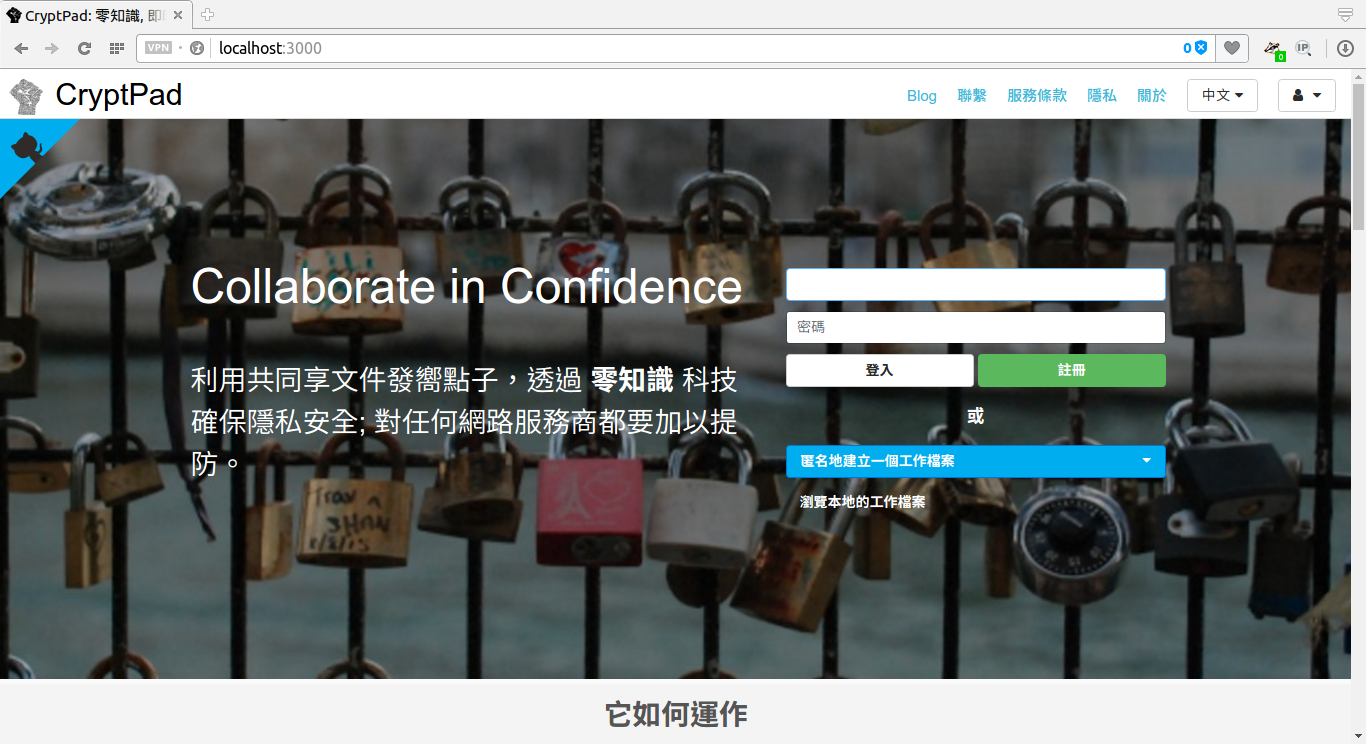 CryptPad: 零知識, 即
VPN
localhost:3000
0
IP
0
CryptPad
Blog 聯繫 服務條款 隱私 關於 中文
Collaborate in Confidence
利用共同享文件發嚮點子，透過 零知識 科技
確保隱私安全; 對任何網路服務商都要加以提
防。
密碼
登入 註冊
或
匿名地建立一個工作檔案
瀏覽本地的工作檔案
它如何運作